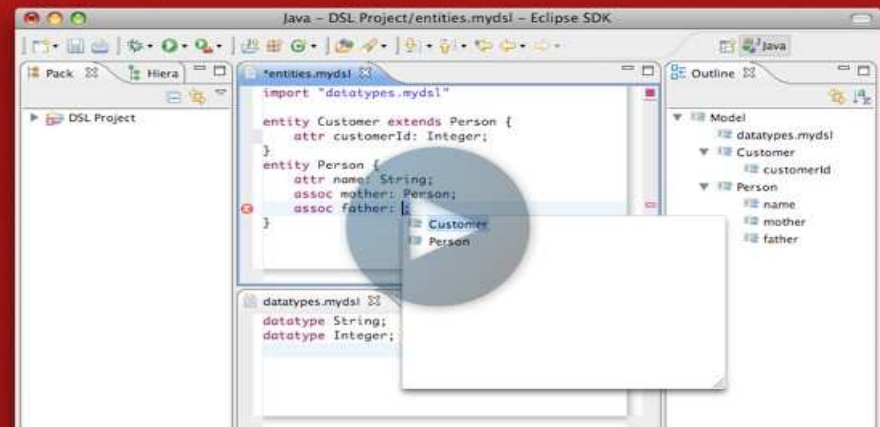 Java – DSL Project/entities.mydsl – Eclipse SDK
Java
Pack
Hiera
DSL Project
*entities.mydsl
import "datatypes.mydsl"
entity Customer extends Person {
attr customerId: Integer;
}
entity Person {
attr name: String;
assoc mother: Person;
assoc father: ;
}
Customer
Person
datatypes.mydsl
datatype String;
datatype Integer;
Outline
Model
datatypes.mydsl
Customer
customerId
Person
name
mother
father